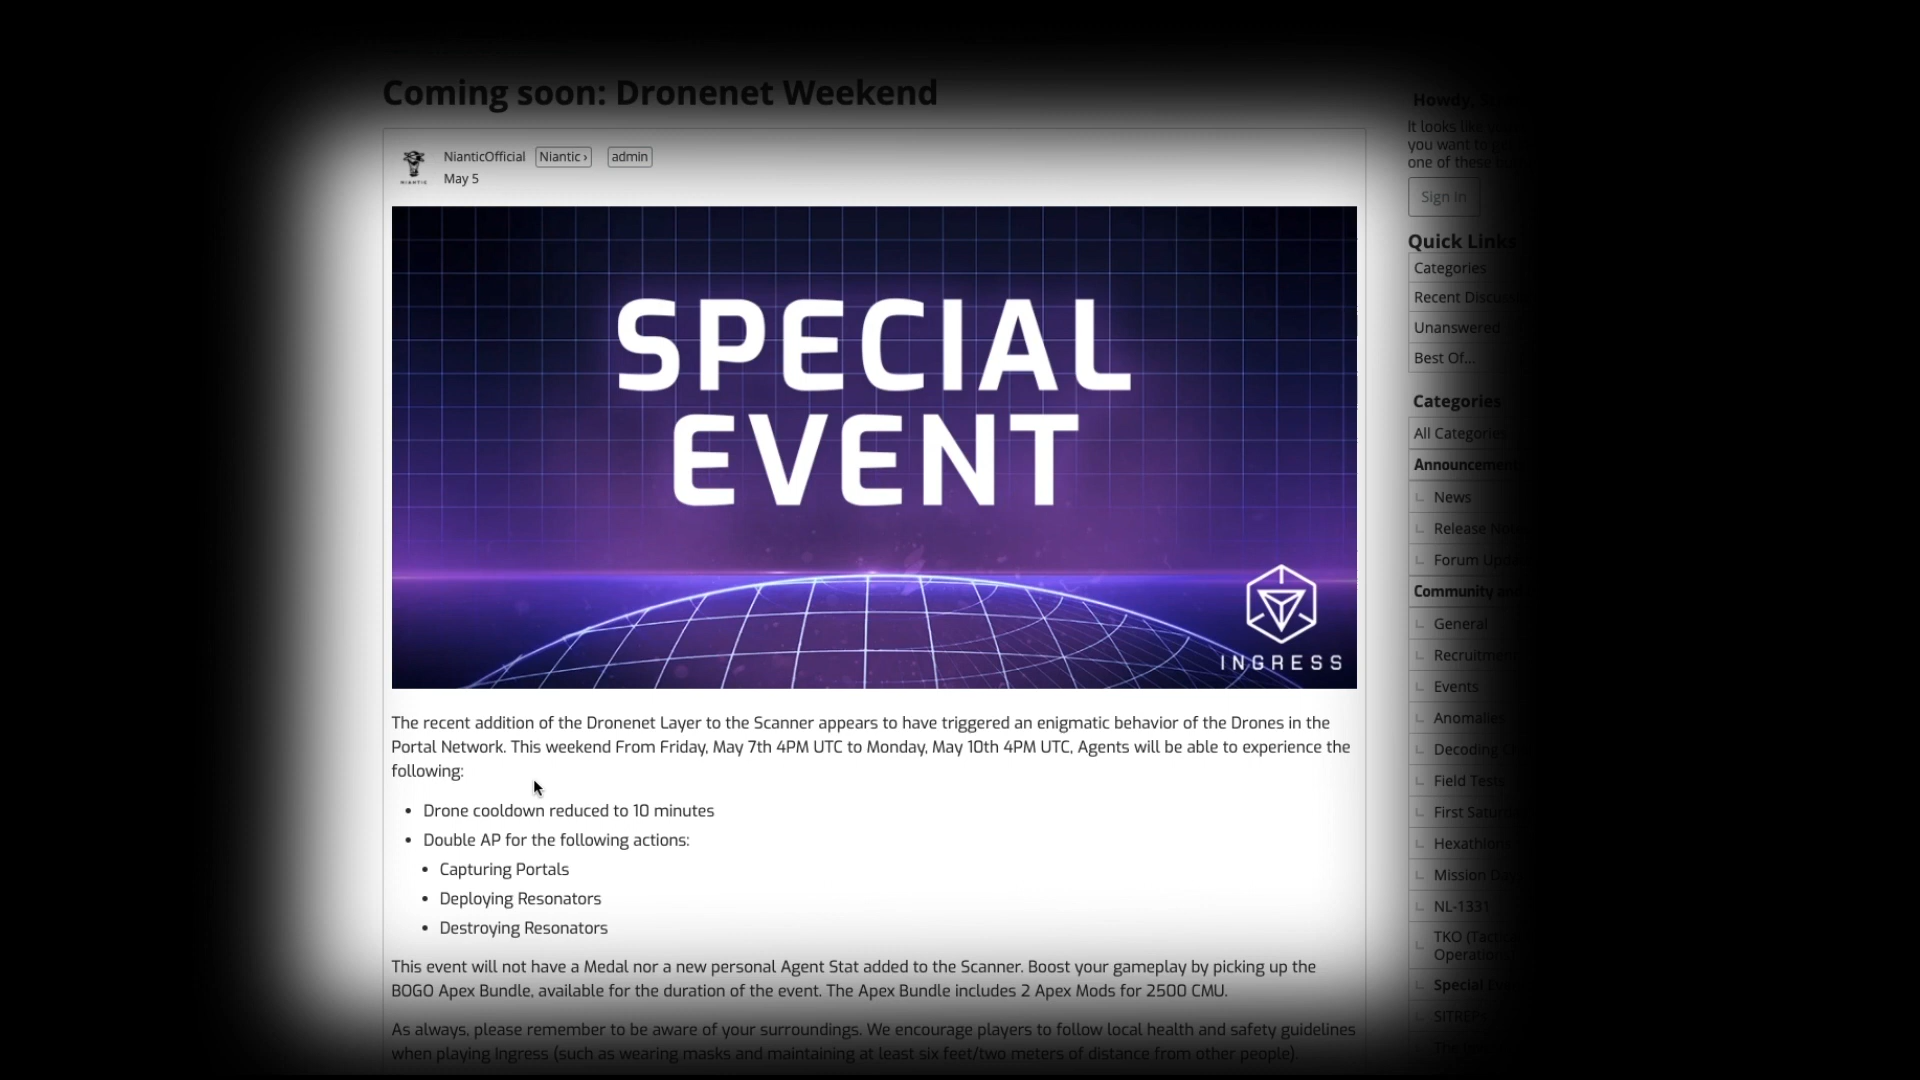 Coming soon: Dronenet Weekend
NianticOfficial Niantic › admin
May 5
SPECIAL
EVENT
INGRESS
The recent addition of the Dronenet Layer to the Scanner appears to have triggered an enigmatic behavior of the Drones in the
Portal Network. This weekend From Friday, May 7th 4PM UTC to Monday, May 10th 4PM UTC, Agents will be able to experience the
following:
• Drone cooldown reduced to 10 minutes
• Double AP for the following actions:
• Capturing Portals
• Deploying Resonators
• Destroying Resonators
This event will not have a Medal nor a new personal Agent Stat added to the Scanner. Boost your gameplay by picking up the
BOGO Apex Bundle, available for the duration of the event. The Apex Bundle includes 2 Apex Mods for 2500 CMU.
As always, please remember to be aware of your surroundings. We encourage players to follow local health and safety guidelines
when playing Ingress (such as wearing masks and maintaining at least six feet/two meters of distance from other people).
Howdy,
It looks like
you want to
one of these
Sign In
Quick Links
Categories
Recent
Unanswered
Best Of...
Categories
All Categories
Announcement
News
Release
Forum
Community
General
Recruitment
Events
Anomalies
Decoding
Field Tests
First
Hexathlons
Mission
NL-1331
TKO
Special
SITREP